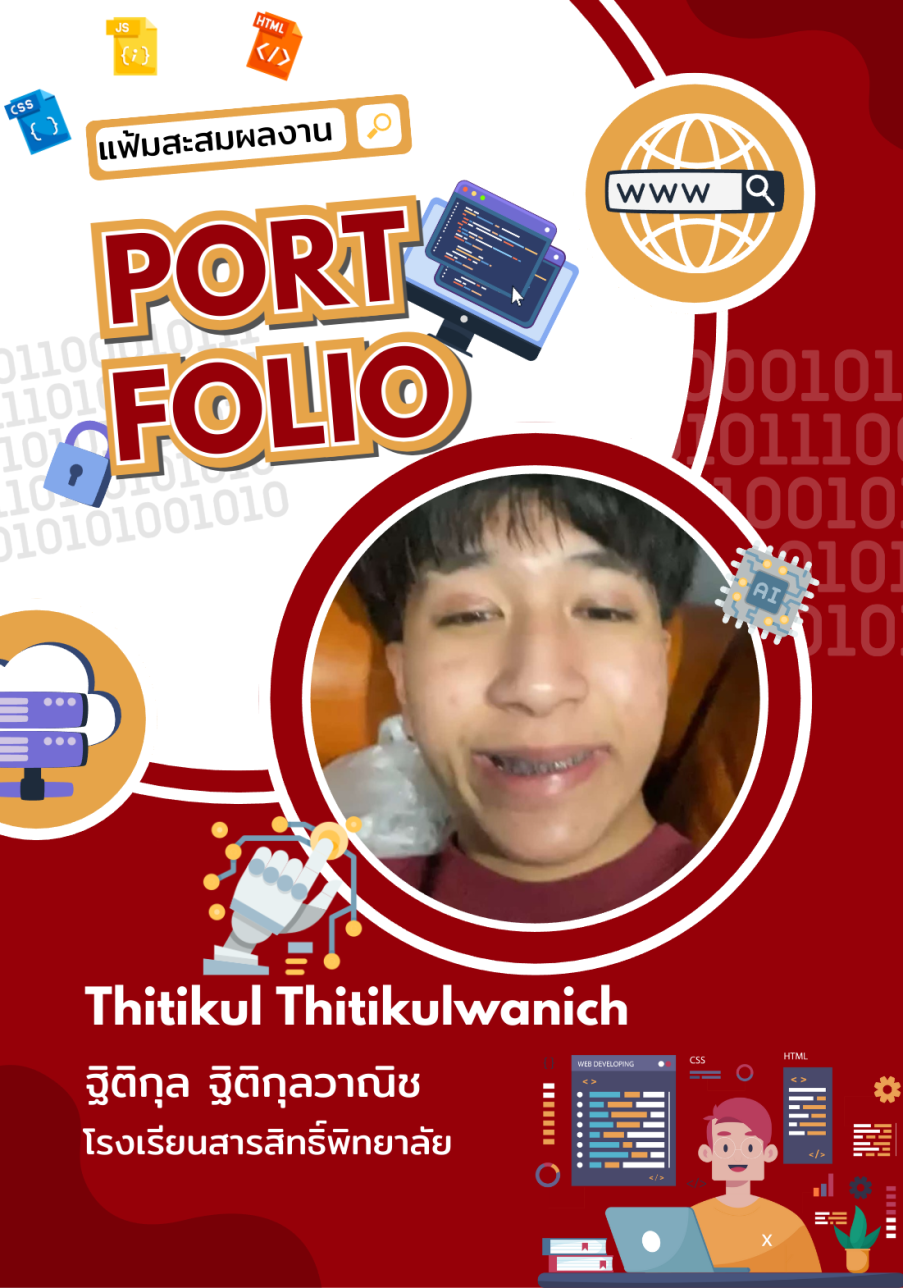 JS
HTML
CSS
แฟ้มสะสมผลงาน
WWW
PORT
FOLIO
AI
Thitikul Thitikulwanich
ฐิติกุล ฐิติกุลวาณิช
โรงเรียนสารสิทธิ์พิทยาลัย
WEB DEVELOPING
CSS
HTML
X